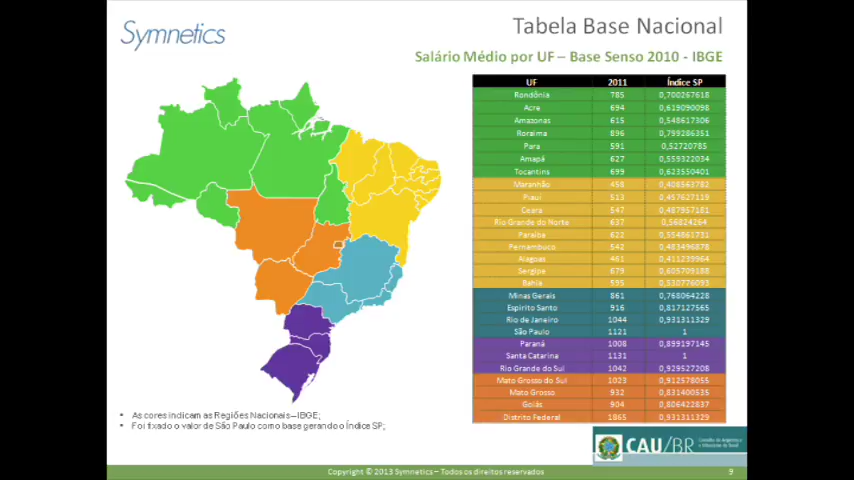 Symnetics
Tabela Base Nacional
Salário Médio por UF – Base Senso 2010 - IBGE
UF 2011 Índice SP
Rondônia 785 0,700267618
Acre 694 0,619090098
Amazonas 615 0,548617306
Roraima 896 0,799286351
Para 591 0,52720785
Amapá 627 0,559322034
Tocantins 699 0,623550401
Maranhão 458 0,408563782
Piauí 513 0,457627119
Ceara 547 0,487957181
Rio Grande do Norte 637 0,56824264
Paraíba 622 0,554861731
Pernambuco 542 0,483496878
Alagoas 461 0,411239964
Sergipe 679 0,605709188
Bahia 595 0,530776093
Minas Gerais 861 0,768064228
Espirito Santo 916 0,817127565
Rio de Janeiro 1044 0,931311329
São Paulo 1121 1
Paraná 1008 0,899197145
Santa Catarina 1131 1
Rio Grande do Sul 1042 0,929527208
Mato Grosso do Sul 1023 0,912578055
Mato Grosso 932 0,831400535
Goiás 904 0,806422837
Distrito Federal 1865 0,931311329
• As cores indicam as Regiões Nacionais – IBGE;
• Foi fixado o valor de São Paulo como base gerando o Índice SP;
CAU/BR Conselho de Arquitetura e Urbanismo do Brasil
Copyright © 2013 Symnetics – Todos os direitos reservados
9